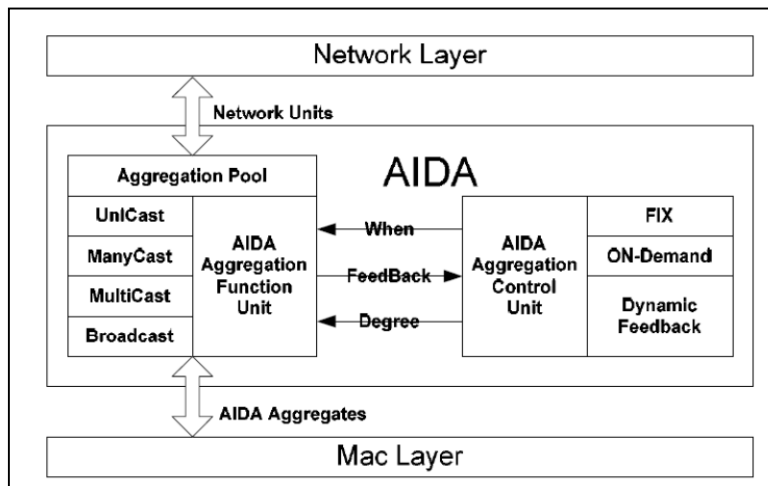 Network Layer
Network Units
AIDA
Aggregation Pool
UniCast
ManyCast
MultiCast
Broadcast
AIDA
Aggregation
Function
Unit
When
FeedBack
Degree
AIDA
Aggregation
Control
Unit
FIX
ON-Demand
Dynamic
Feedback
AIDA Aggregates
Mac Layer